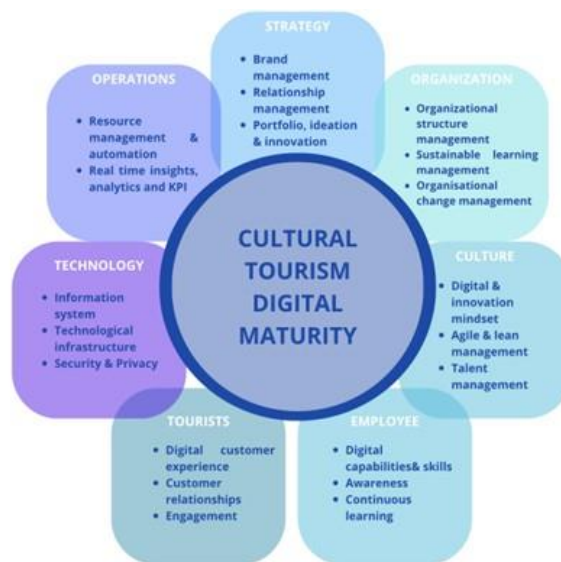 STRATEGY
Brand
management
Relationship
management
Portfolio, ideation
& innovation
ORGANIZATION
Organizational
structure
management
Sustainable learning
management
Organisational
change management
CULTURE
Digital &
innovation
mindset
Agile & lean
management
Talent
management
EMPLOYEE
Digital
capabilities& skills
Awareness
Continuous
learning
TOURISTS
Digital customer
experience
Customer
relationships
Engagement
TECHNOLOGY
Information
system
Technological
infrastructure
Security & Privacy
OPERATIONS
Resource
management &
automation
Real time insights,
analytics and KPI
CULTURAL
TOURISM
DIGITAL
MATURITY